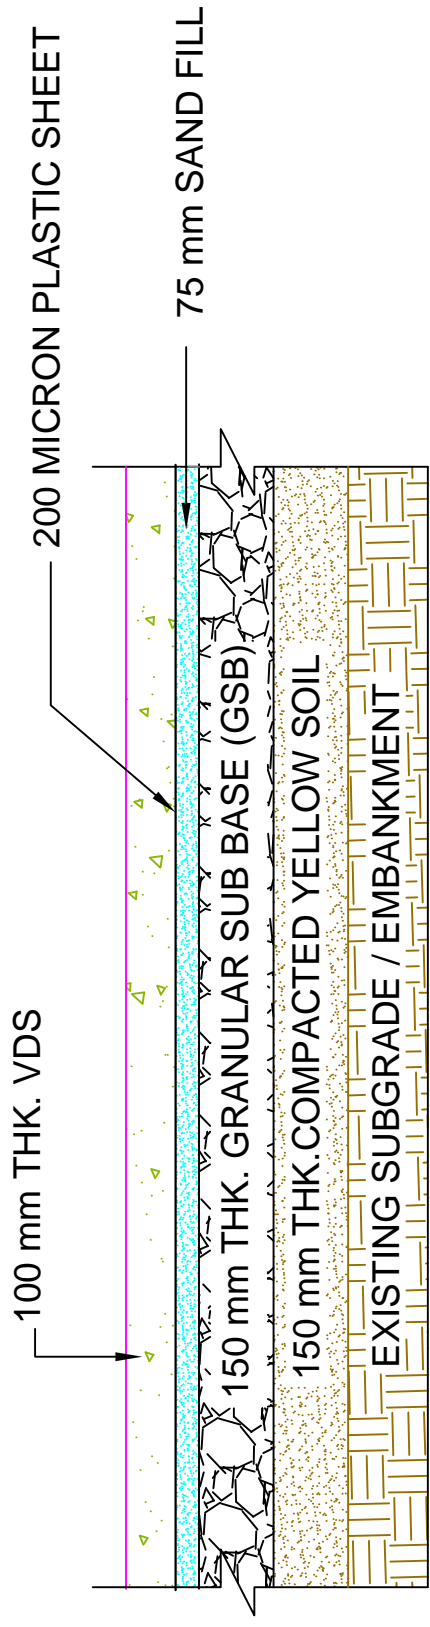 100 mm THK. VDS
200 MICRON PLASTIC SHEET
75 mm SAND FILL
150 mm THK. GRANULAR SUB BASE (GSB)
150 mm THK.COMPACTED YELLOW SOIL
EXISTING SUBGRADE / EMBANKMENT